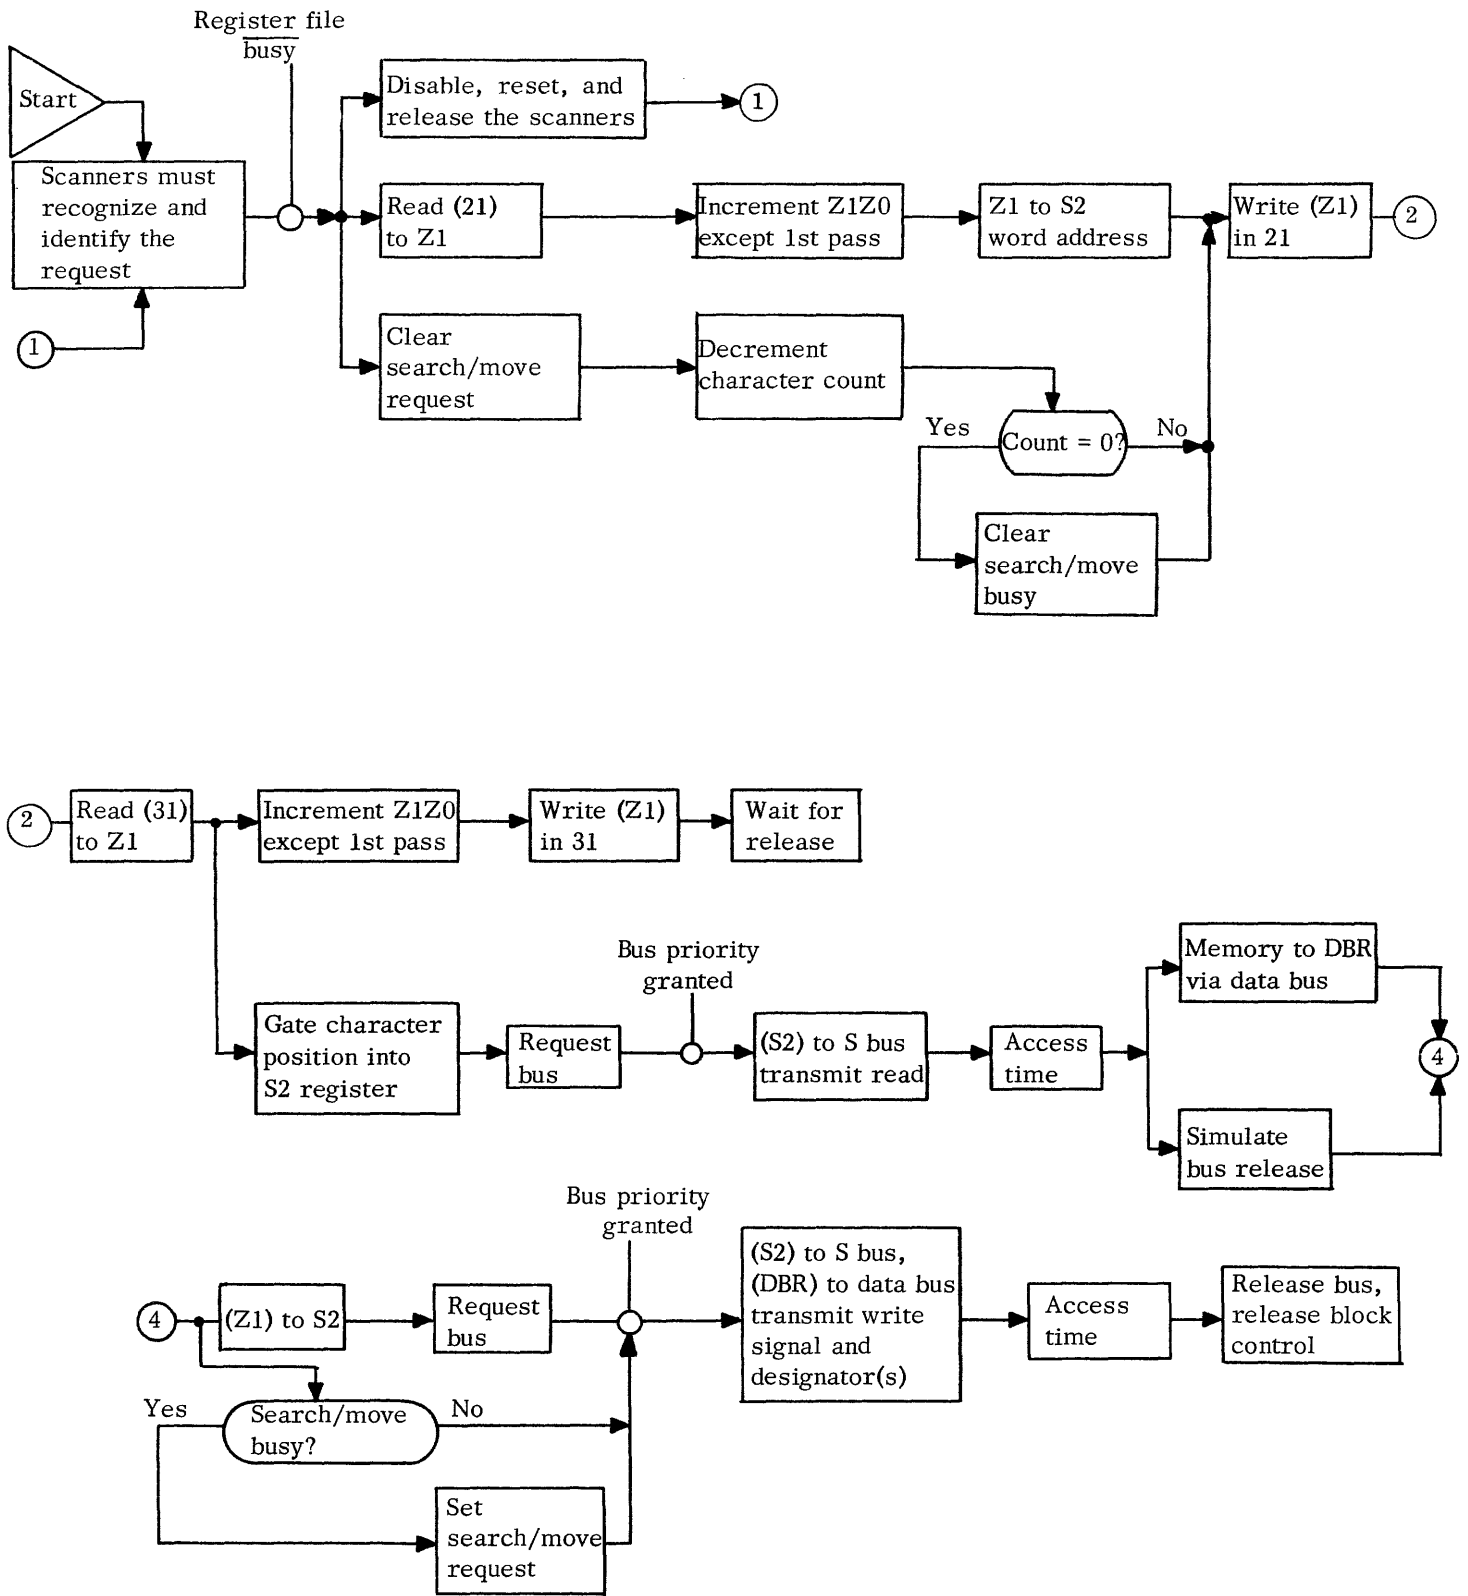 Register file
busy
Start
Disable, reset, and
release the scanners
1
Scanners must
recognize and
identify the
request
Read (21)
to Z1
Increment Z1Z0
except 1st pass
Z1 to S2
word address
Write (Z1)
in 21
2
1
Clear
search/move
request
Decrement
character count
Yes
Count = 0?
No
Clear
search/move
busy
2
Read (31)
to Z1
Increment Z1Z0
except 1st pass
Write (Z1)
in 31
Wait for
release
Gate character
position into
S2 register
Request
bus
Bus priority
granted
(S2) to S bus
transmit read
Access
time
Memory to DBR
via data bus
4
Simulate
bus release
4
(Z1) to S2
Request
bus
Bus priority
granted
(S2) to S bus,
(DBR) to data bus
transmit write
signal and
designator(s)
Access
time
Release bus,
release block
control
Yes
Search/move
busy?
No
Set
search/move
request